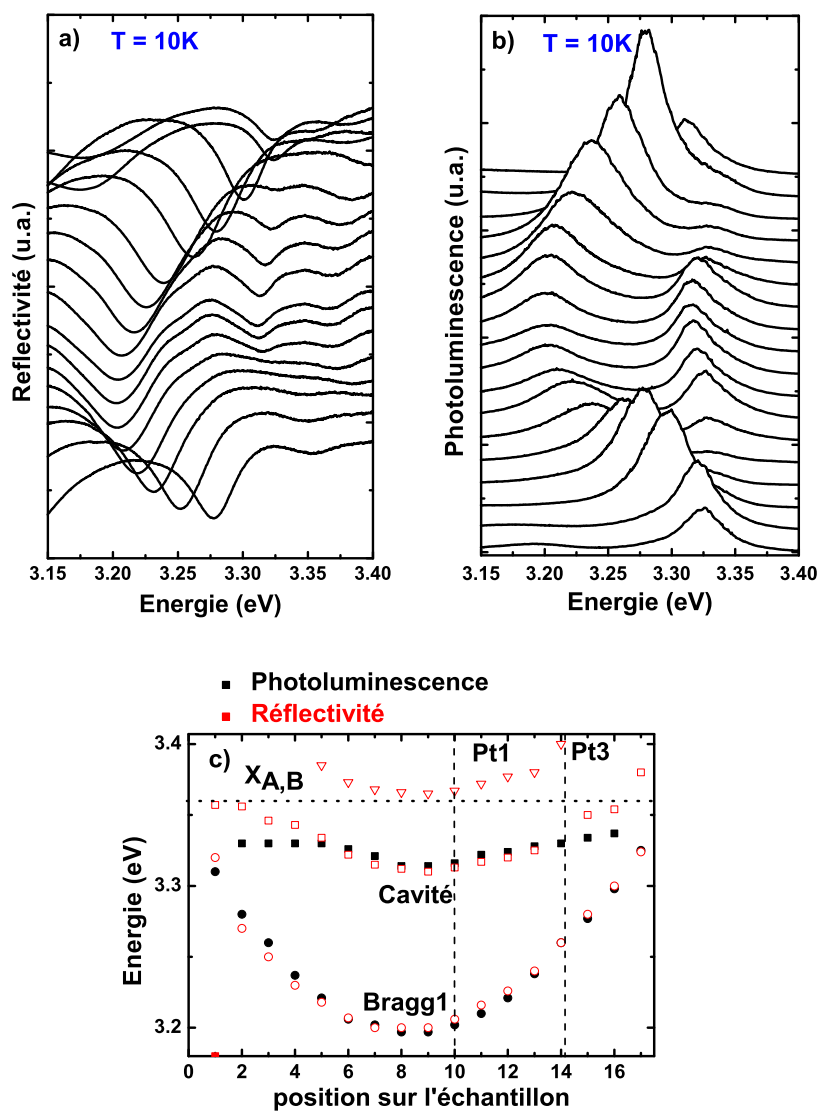 a)
T = 10K
Reflectivité (u.a.)
3.15 3.20 3.25 3.30 3.35 3.40
Energie (eV)
b)
T = 10K
Photoluminescence (u.a.)
3.15 3.20 3.25 3.30 3.35 3.40
Energie (eV)
Photoluminescence
Réflectivité
c)
X_A,B
Pt1
Pt3
Cavité
Bragg1
3.4
3.3
3.2
Energie (eV)
0 2 4 6 8 10 12 14 16
position sur l'échantillon